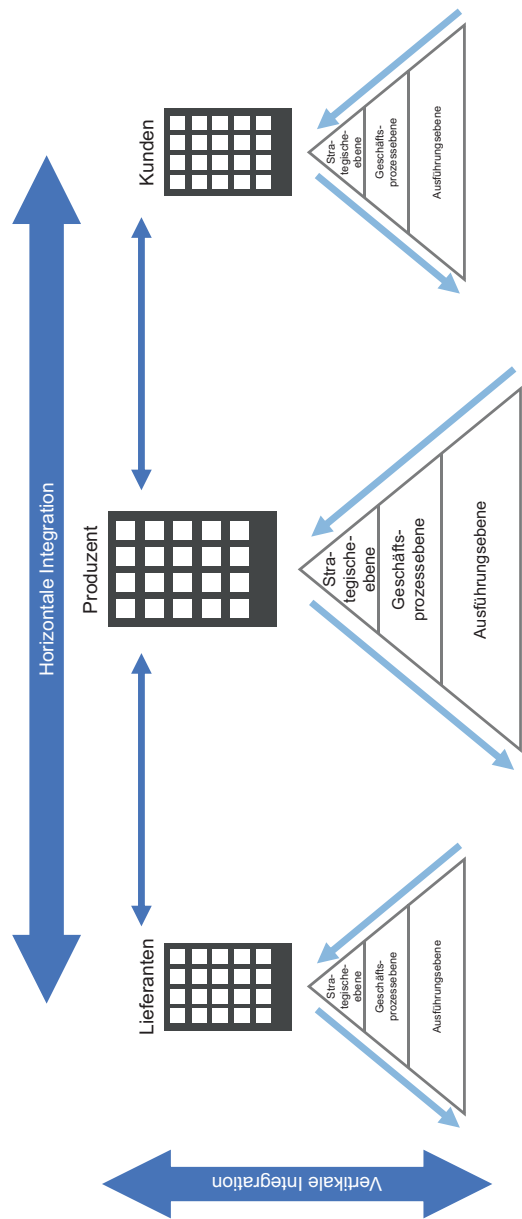 Horizontale Integration
Lieferanten
Produzent
Kunden
Vertikale Integration
Stra-
tegische-
ebene
Geschäfts-
prozessebene
Ausführungsebene
Stra-
tegische-
ebene
Geschäfts-
prozessebene
Ausführungsebene
Stra-
tegische-
ebene
Geschäfts-
prozessebene
Ausführungsebene